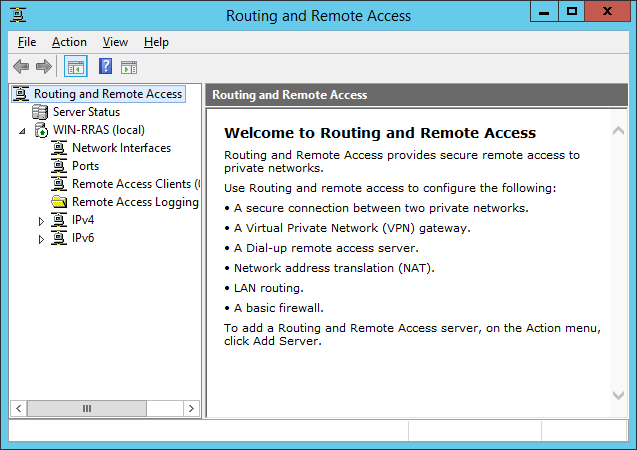 Routing and Remote Access
File Action View Help
Routing and Remote Access
Server Status
WIN-RRAS (local)
Network Interfaces
Ports
Remote Access Clients (
Remote Access Logging
IPv4
IPv6
Routing and Remote Access
Welcome to Routing and Remote Access
Routing and Remote Access provides secure remote access to
private networks.
Use Routing and remote access to configure the following:
• A secure connection between two private networks.
• A Virtual Private Network (VPN) gateway.
• A Dial-up remote access server.
• Network address translation (NAT).
• LAN routing.
• A basic firewall.
To add a Routing and Remote Access server, on the Action menu,
click Add Server.